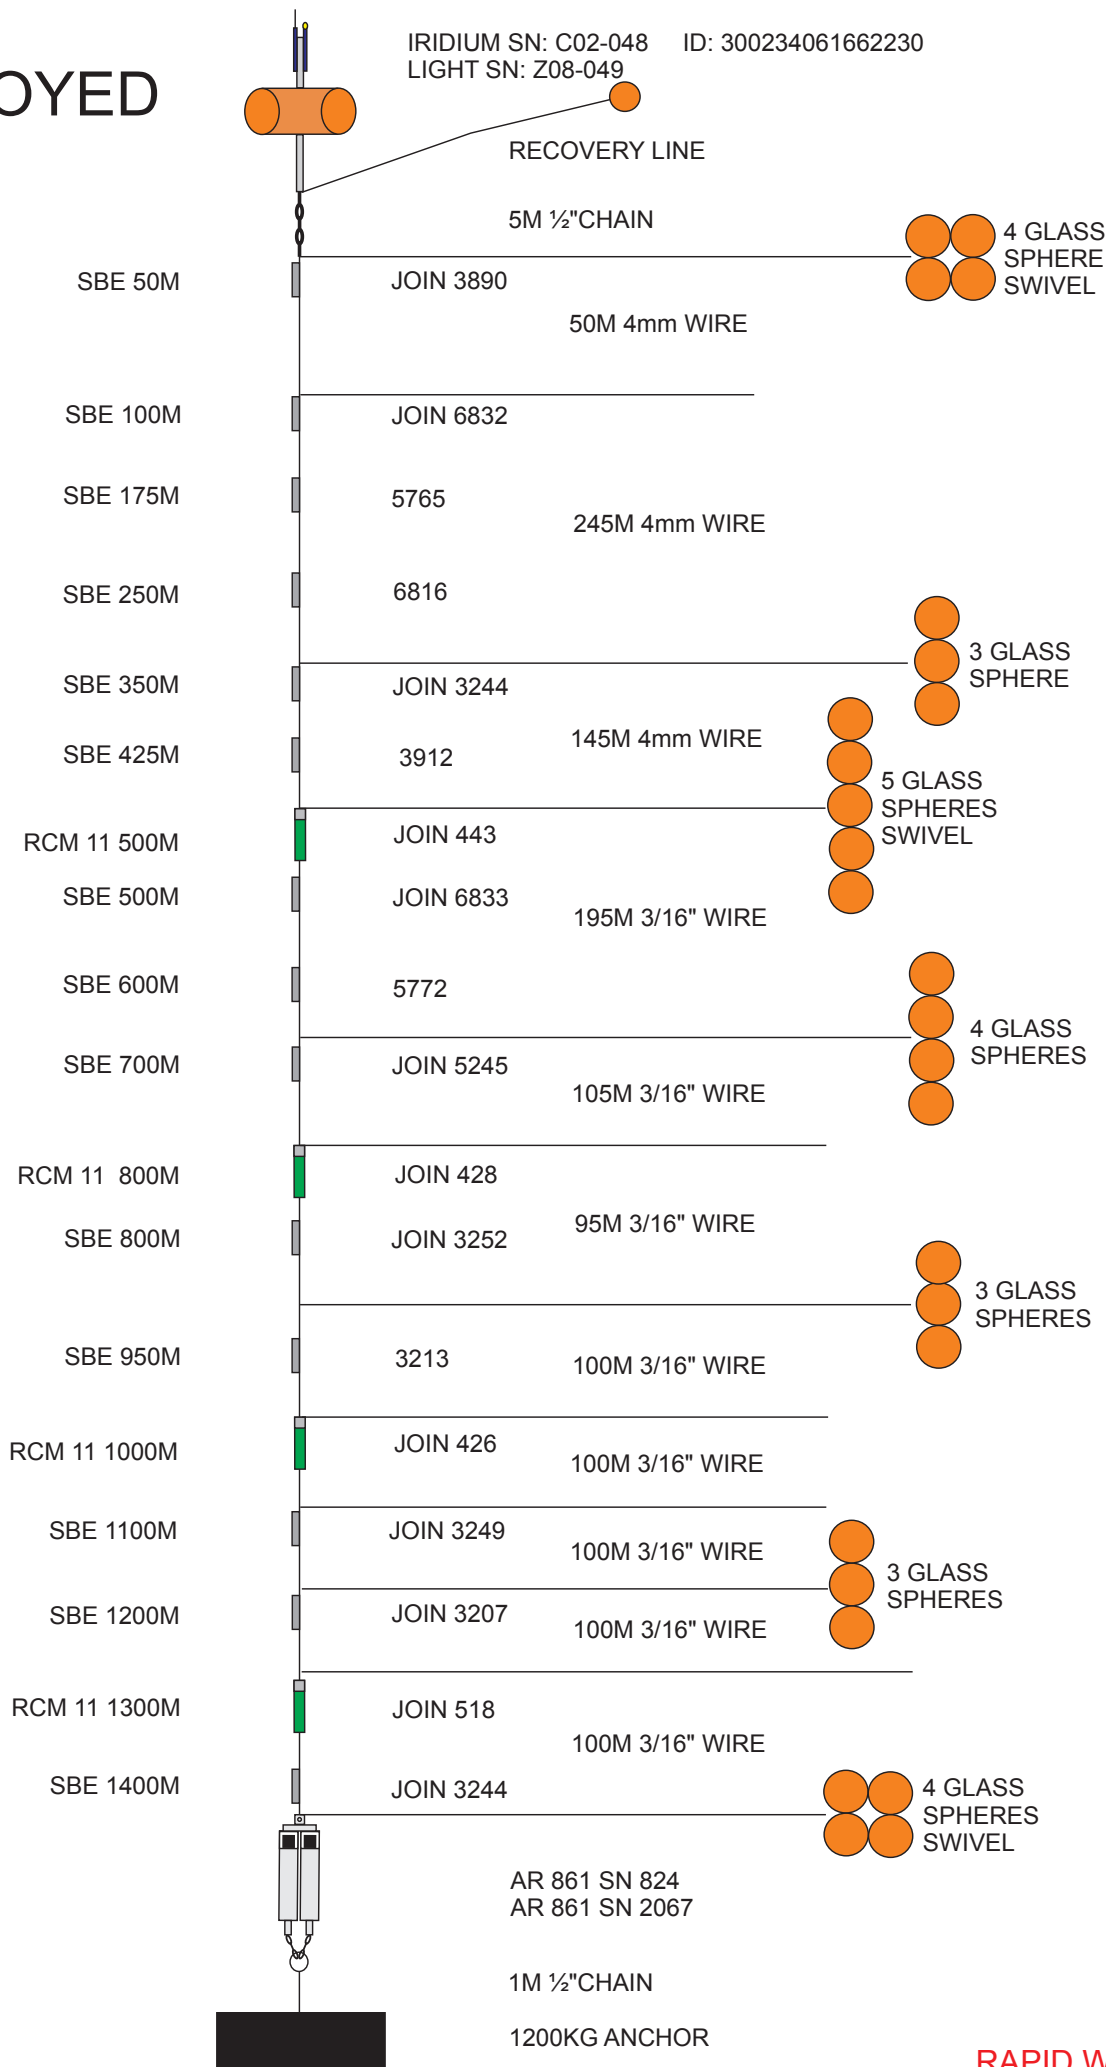 OYED
IRIDIUM SN: C02-048 ID: 300234061662230
LIGHT SN: Z08-049
RECOVERY LINE
5M ½"CHAIN
4 GLASS
SPHERE
SWIVEL
SBE 50M
JOIN 3890
50M 4mm WIRE
SBE 100M
JOIN 6832
SBE 175M
5765
245M 4mm WIRE
SBE 250M
6816
3 GLASS
SPHERE
SBE 350M
JOIN 3244
145M 4mm WIRE
SBE 425M
3912
5 GLASS
SPHERES
SWIVEL
RCM 11 500M
JOIN 443
SBE 500M
JOIN 6833
195M 3/16" WIRE
SBE 600M
5772
4 GLASS
SPHERES
SBE 700M
JOIN 5245
105M 3/16" WIRE
RCM 11 800M
JOIN 428
95M 3/16" WIRE
SBE 800M
JOIN 3252
3 GLASS
SPHERES
SBE 950M
3213
100M 3/16" WIRE
RCM 11 1000M
JOIN 426
100M 3/16" WIRE
SBE 1100M
JOIN 3249
100M 3/16" WIRE
3 GLASS
SPHERES
SBE 1200M
JOIN 3207
100M 3/16" WIRE
RCM 11 1300M
JOIN 518
100M 3/16" WIRE
SBE 1400M
JOIN 3244
4 GLASS
SPHERES
SWIVEL
AR 861 SN 824
AR 861 SN 2067
1M ½"CHAIN
1200KG ANCHOR
RAPID W